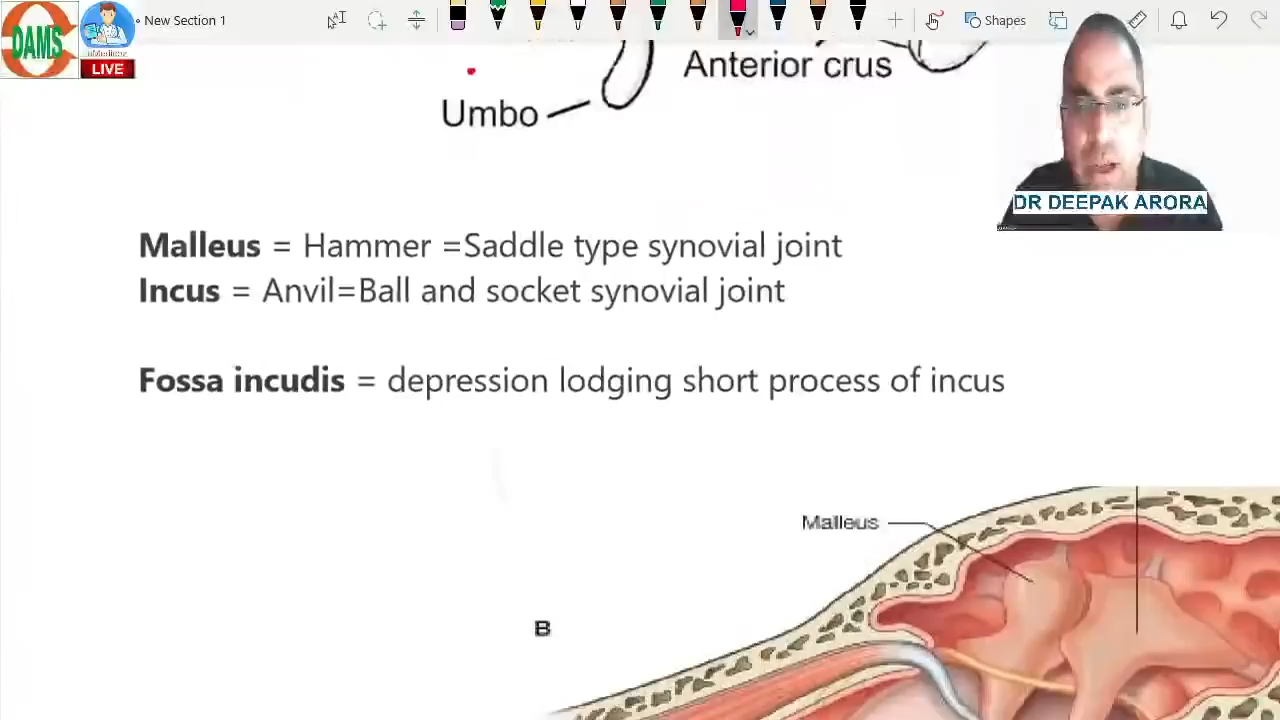 DAMS
LIVE
New Section 1
Shapes
Anterior crus
Umbo
DR DEEPAK ARORA
Malleus = Hammer =Saddle type synovial joint
Incus = Anvil=Ball and socket synovial joint
Fossa incudis = depression lodging short process of incus
Malleus
B